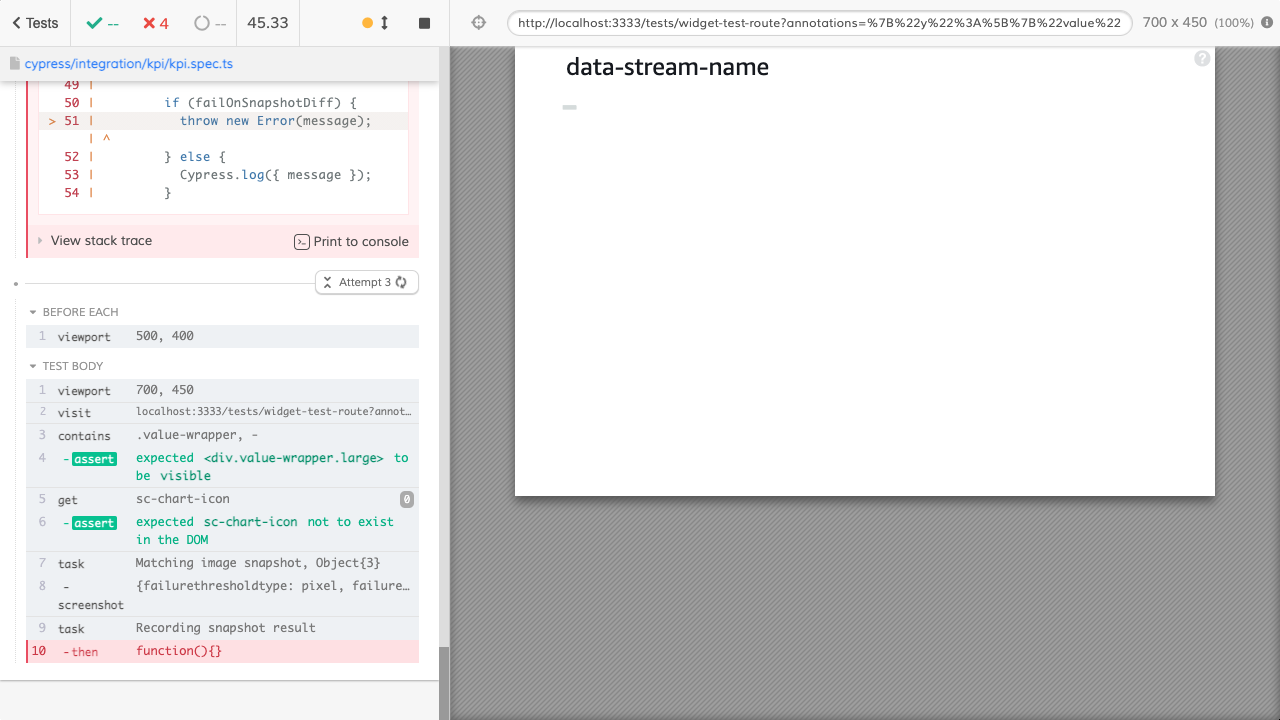 Tests
--
4
--
45.33
http://localhost:3333/tests/widget-test-route?annotations=%7B%22y%22%3A%5B%7B%22value%22
700 x 450 (100%)
cypress/integration/kpi/kpi.spec.ts
49 |
50 | if (failOnSnapshotDiff) {
> 51 | throw new Error(message);
| ^
52 | } else {
53 | Cypress.log({ message });
54 | }
View stack trace
Print to console
Attempt 3
BEFORE EACH
1 viewport 500, 400
TEST BODY
1 viewport 700, 450
2 visit localhost:3333/tests/widget-test-route?annot…
3 contains .value-wrapper, -
4 -assert expected <div.value-wrapper.large> to
be visible
5 get sc-chart-icon 0
6 -assert expected sc-chart-icon not to exist
in the DOM
7 task Matching image snapshot, Object{3}
8 - {failurethresholdtype: pixel, failure…
screenshot
9 task Recording snapshot result
10 -then function(){}
data-stream-name
-
?